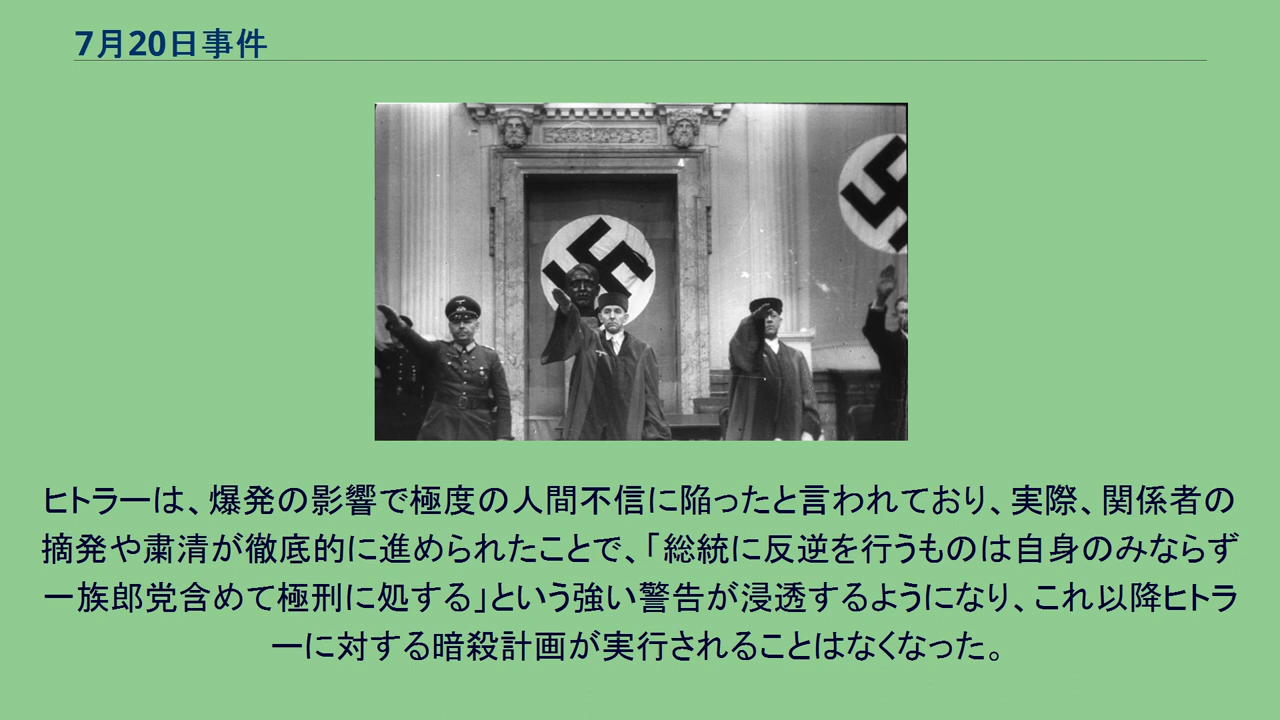 7月20日事件
ヒトラーは、爆発の影響で極度の人間不信に陥ったと言われており、実際、関係者の
摘発や粛清が徹底的に進められたことで、「総統に反逆を行うものは自身のみならず
一族郎党含めて極刑に処する」という強い警告が浸透するようになり、これ以降ヒトラ
ーに対する暗殺計画が実行されることはなくなった。